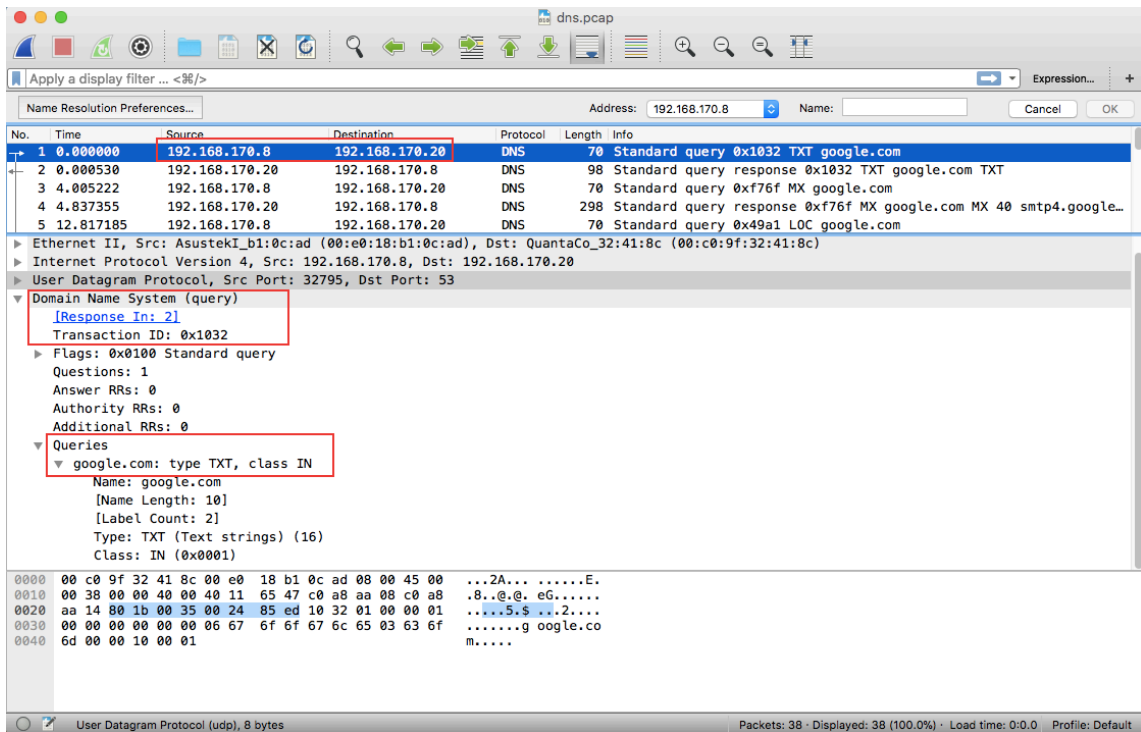 dns.pcap
Apply a display filter ... <⌘/>
Expression...
+
Name Resolution Preferences...
Address:
192.168.170.8
Name:
Cancel
OK
No. Time Source Destination Protocol Length Info
1 0.000000 192.168.170.8 192.168.170.20 DNS 70 Standard query 0x1032 TXT google.com
2 0.000530 192.168.170.20 192.168.170.8 DNS 98 Standard query response 0x1032 TXT google.com TXT
3 4.005222 192.168.170.8 192.168.170.20 DNS 70 Standard query 0xf76f MX google.com
4 4.837355 192.168.170.20 192.168.170.8 DNS 298 Standard query response 0xf76f MX google.com MX 40 smtp4.google…
5 12.817185 192.168.170.8 192.168.170.20 DNS 70 Standard query 0x49a1 LOC google.com
Ethernet II, Src: AsustekI_b1:0c:ad (00:e0:18:b1:0c:ad), Dst: QuantaCo_32:41:8c (00:c0:9f:32:41:8c)
Internet Protocol Version 4, Src: 192.168.170.8, Dst: 192.168.170.20
User Datagram Protocol, Src Port: 32795, Dst Port: 53
Domain Name System (query)
[Response In: 2]
Transaction ID: 0x1032
Flags: 0x0100 Standard query
Questions: 1
Answer RRs: 0
Authority RRs: 0
Additional RRs: 0
Queries
google.com: type TXT, class IN
Name: google.com
[Name Length: 10]
[Label Count: 2]
Type: TXT (Text strings) (16)
Class: IN (0x0001)
0000 00 c0 9f 32 41 8c 00 e0 18 b1 0c ad 08 00 45 00 ...2A... ......E.
0010 00 38 00 00 40 00 40 11 65 47 c0 a8 aa 08 c0 a8 .8..@.@. eG......
0020 aa 14 80 1b 00 35 00 24 85 ed 10 32 01 00 00 01 .....5.$ ...2....
0030 00 00 00 00 00 00 06 67 6f 6f 67 6c 65 03 63 6f .......g oogle.co
0040 6d 00 00 10 00 01 m.....
User Datagram Protocol (udp), 8 bytes
Packets: 38 · Displayed: 38 (100.0%) · Load time: 0:0.0
Profile: Default